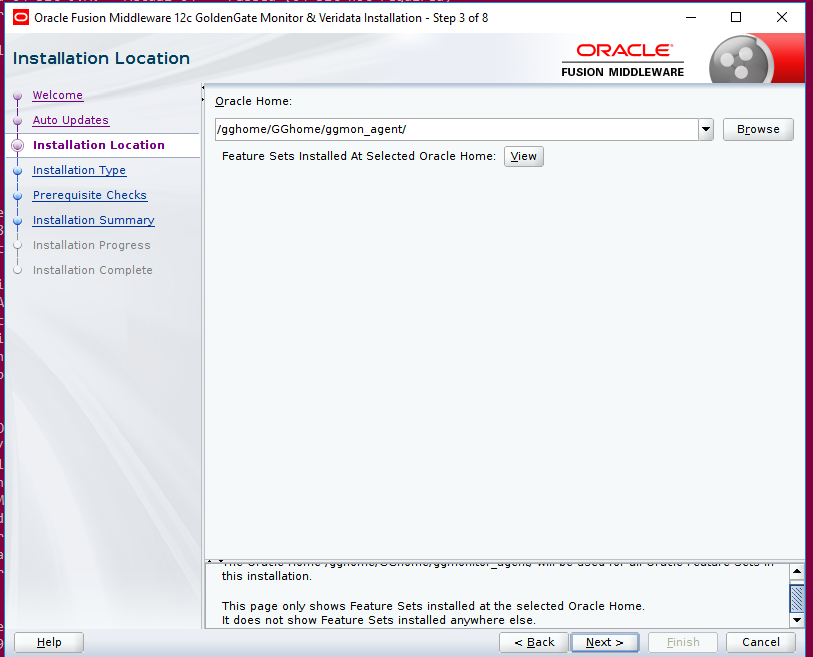 Oracle Fusion Middleware 12c GoldenGate Monitor & Veridata Installation - Step 3 of 8
Installation Location
ORACLE
FUSION MIDDLEWARE
Welcome
Auto Updates
Installation Location
Installation Type
Prerequisite Checks
Installation Summary
Installation Progress
Installation Complete
Oracle Home:
/gghome/GGhome/ggmon_agent/
Browse
Feature Sets Installed At Selected Oracle Home: View
The Oracle Home /gghome/GGhome/ggmonitor_agent/ will be used for all Oracle Feature Sets in
this installation.
This page only shows Feature Sets installed at the selected Oracle Home.
It does not show Feature Sets installed anywhere else.
Help
< Back
Next >
Finish
Cancel